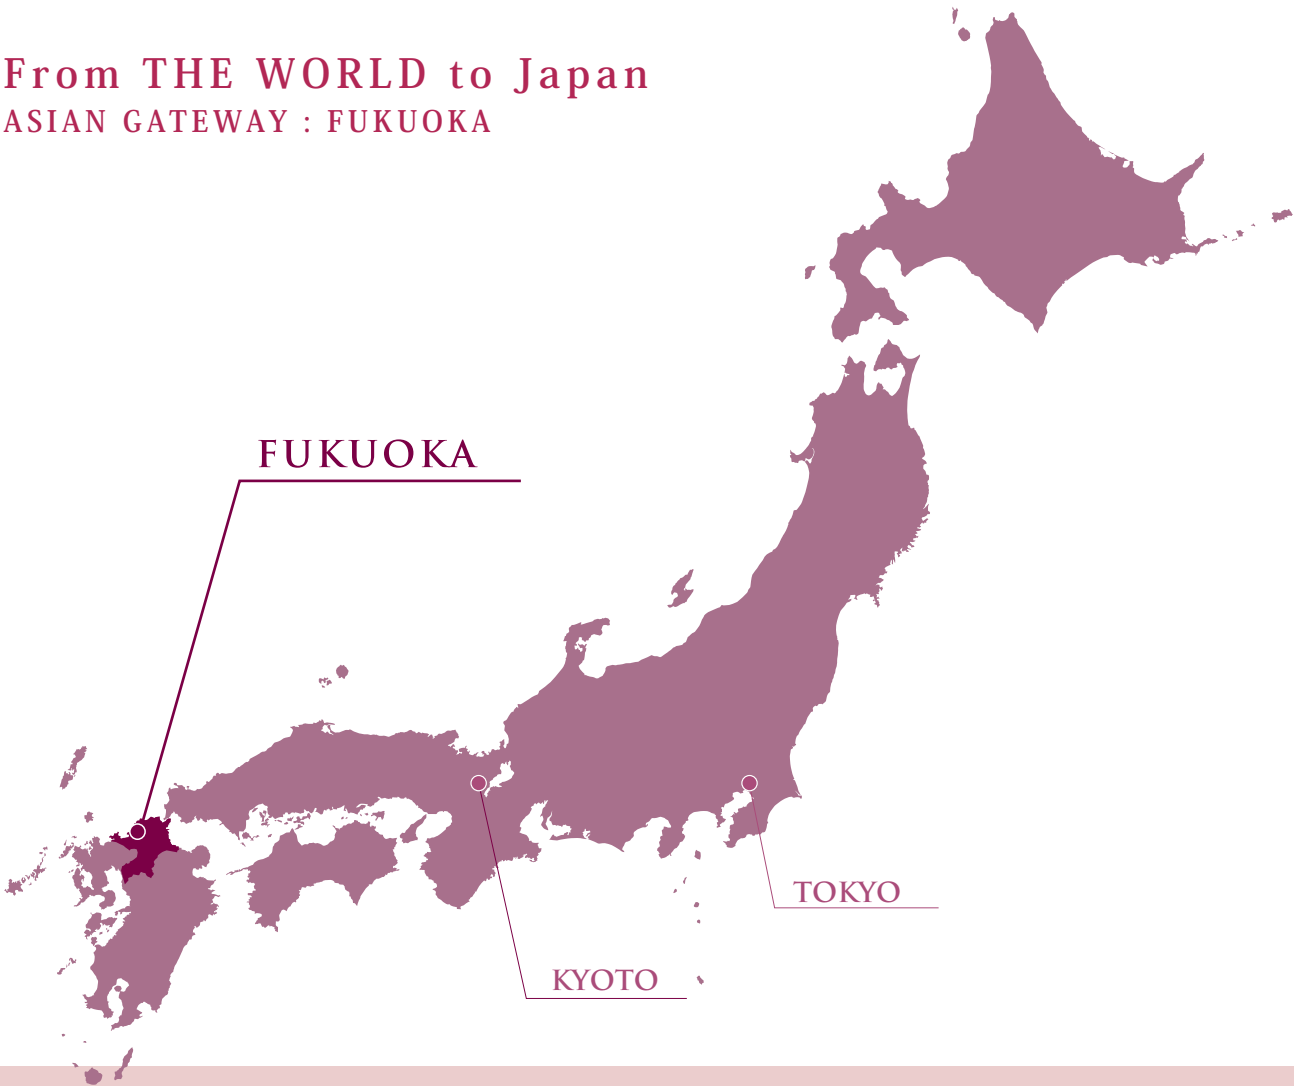 From THE WORLD to Japan
ASIAN GATEWAY : FUKUOKA
FUKUOKA
TOKYO
KYOTO